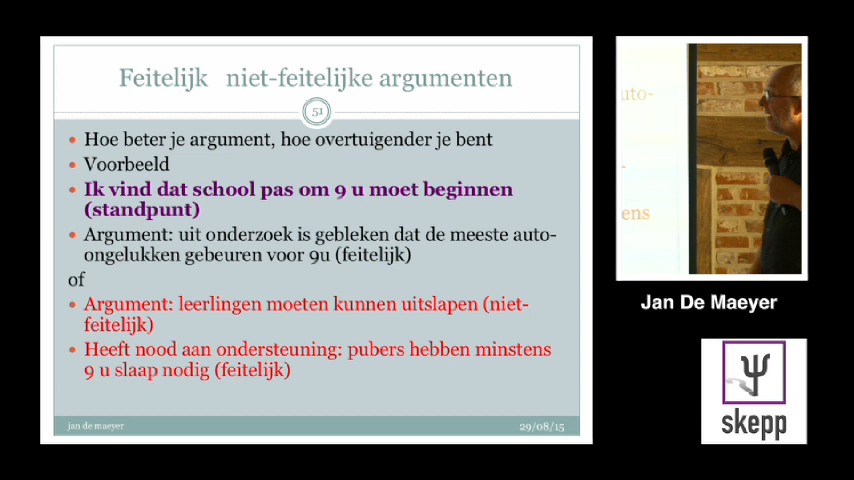 Feitelijk niet-feitelijke argumenten
51
• Hoe beter je argument, hoe overtuigender je bent
• Voorbeeld
• Ik vind dat school pas om 9 u moet beginnen
(standpunt)
• Argument: uit onderzoek is gebleken dat de meeste auto-
ongelukken gebeuren voor 9u (feitelijk)
of
• Argument: leerlingen moeten kunnen uitslapen (niet-
feitelijk)
• Heeft nood aan ondersteuning: pubers hebben minstens
9 u slaap nodig (feitelijk)
jan de maeyer
29/08/15
uto-
-
ens
Jan De Maeyer
skepp